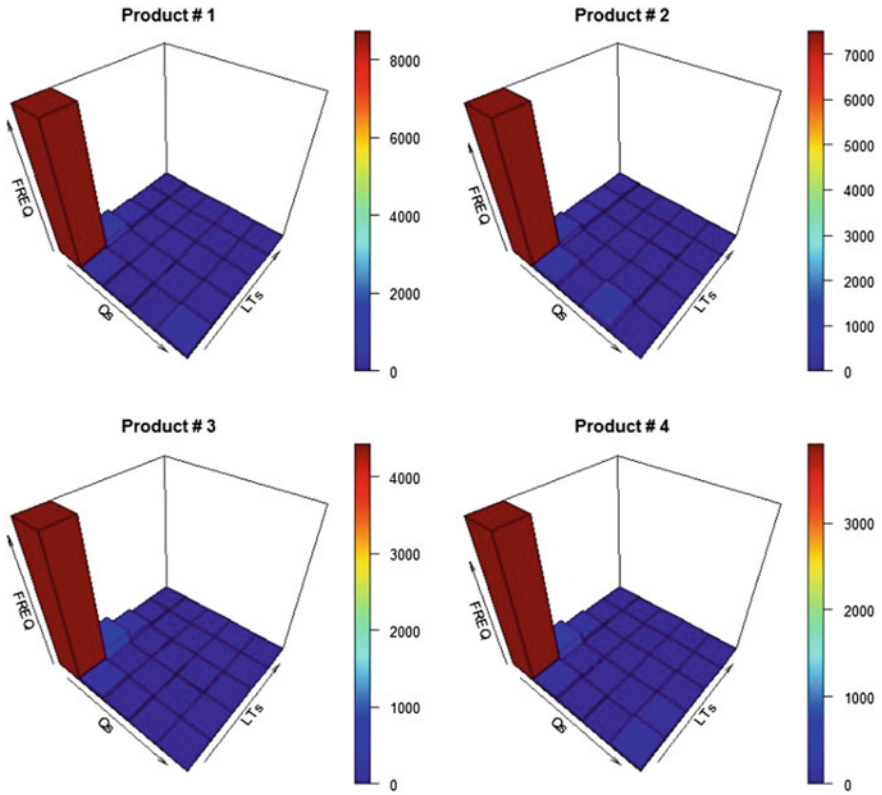 Product # 1
8000
6000
4000
2000
0
FREQ
Qs
LTs
Product # 2
7000
6000
5000
4000
3000
2000
1000
0
FREQ
Qs
LTs
Product # 3
4000
3000
2000
1000
0
FREQ
Qs
LTs
Product # 4
3000
2000
1000
0
FREQ
Qs
LTs